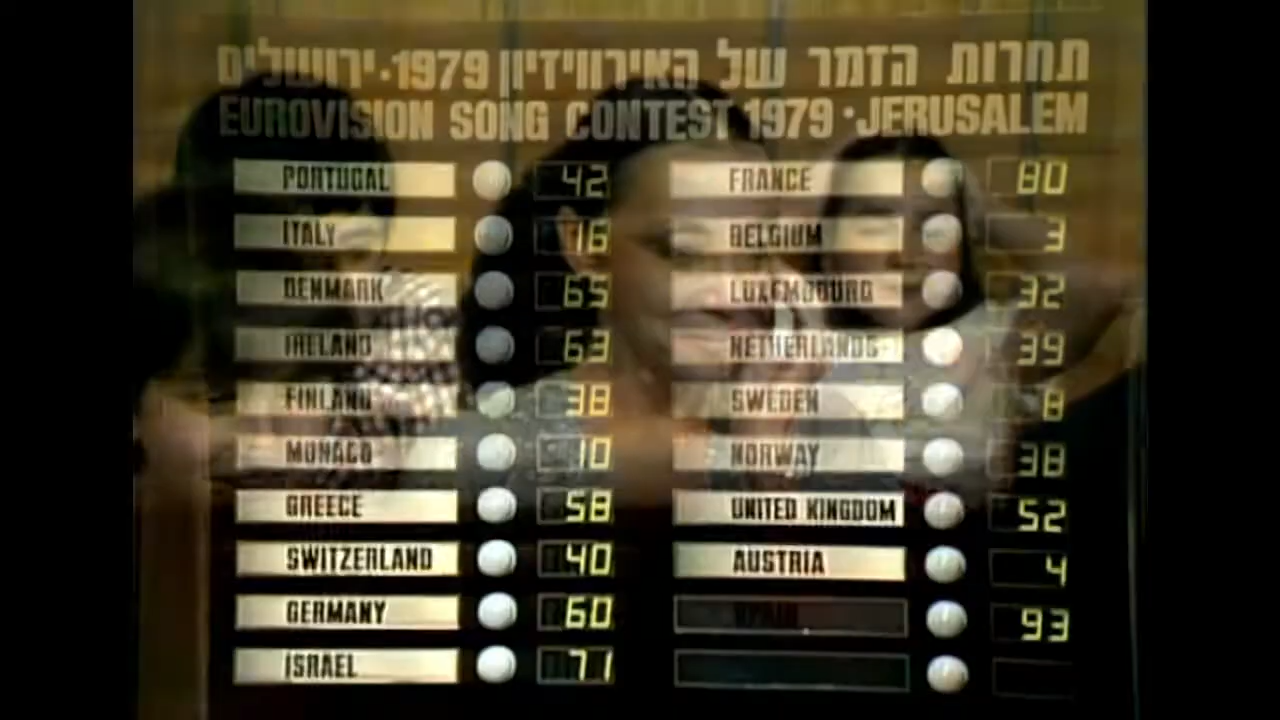 תחרות הזמר של האירוויזיון 1979 · ירושלים
EUROVISION SONG CONTEST 1979 · JERUSALEM
PORTUGAL 42
ITALY 16
DENMARK 65
IRELAND 63
FINLAND 38
MONACO 10
GREECE 58
SWITZERLAND 40
GERMANY 60
ISRAEL 71
FRANCE 80
BELGIUM 3
LUXEMBOURG 32
NETHERLANDS 39
SWEDEN 8
NORWAY 38
UNITED KINGDOM 52
AUSTRIA 4
SPAIN 93